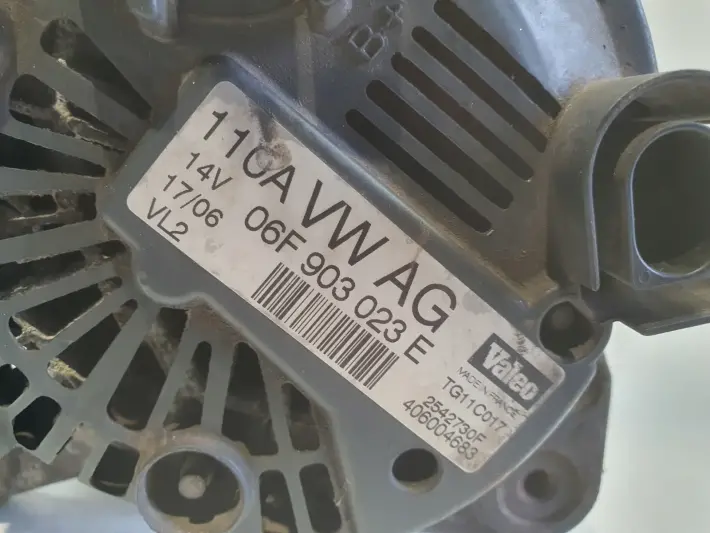 B+
110A VW AG
14V 06F 903 023 E
17/06
VL2
Valeo
MADE IN FRANCE
TG11C017
2542730F
406004683